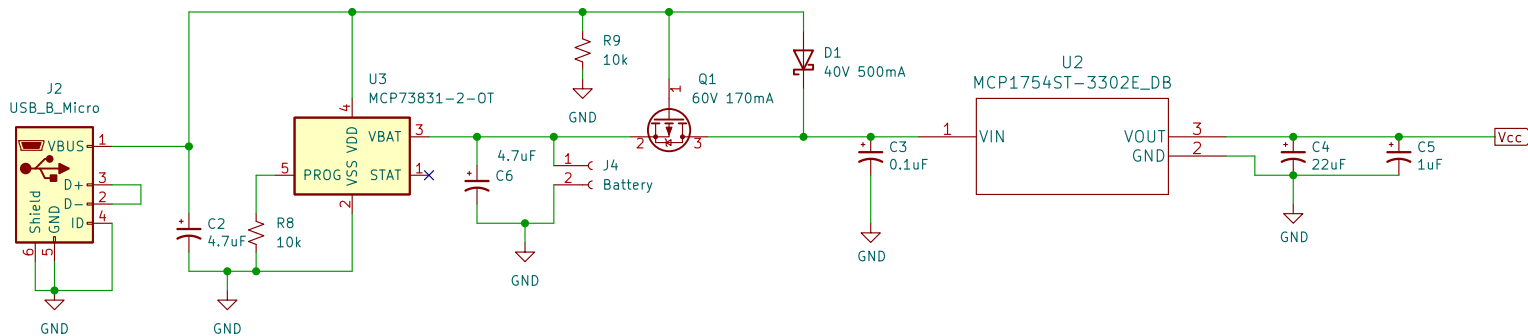 J2
USB_B_Micro
VBUS
1
D+
3
D-
2
ID
4
Shield
GND
6
5
GND
C2
4.7uF
R8
10k
GND
U3
MCP73831-2-OT
4
VDD
VBAT
3
PROG
5
STAT
1
VSS
2
4.7uF
C6
1
2
J4
Battery
GND
R9
10k
GND
Q1
60V 170mA
1
2
3
D1
40V 500mA
C3
0.1uF
GND
U2
MCP1754ST-3302E_DB
1
VIN
VOUT
3
GND
2
C4
22uF
C5
1uF
GND
Vcc